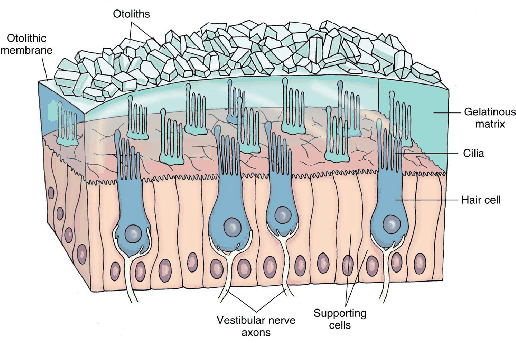 Otoliths
Otolithic
membrane
Gelatinous
matrix
Cilia
Hair cell
Vestibular nerve
axons
Supporting
cells